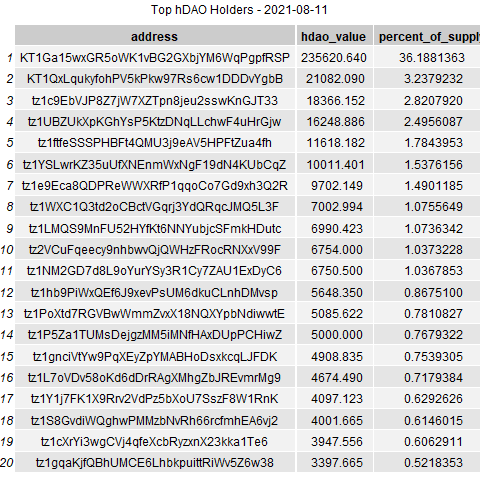 Top hDAO Holders - 2021-08-11
address hdao_value percent_of_supply
1 KT1Ga15wxGR5oWK1vBG2GXbjYM6WqPgpfRSP 235620.640 36.1881363
2 KT1QxLqukyfohPV5kPkw97Rs6cw1DDDvYgbB 21082.090 3.2379232
3 tz1c9EbVJP8Z7jW7XZTpn8jeu2sswKnGJT33 18366.152 2.8207920
4 tz1UBZUkXpKGhYsP5KtzDNqLLchwF4uHrGjw 16248.886 2.4956087
5 tz1ftfeSSSPHBFt4QMU3j9eAV5HPFtZua4fh 11618.182 1.7843953
6 tz1YSLwrKZ35uUfXNEnmWxNgF19dN4KUbCqZ 10011.401 1.5376156
7 tz1e9Eca8QDPReWWXRfP1qqoCo7Gd9xh3Q2R 9702.149 1.4901185
8 tz1WXC1Q3td2oCBctVGqrj3YdQRqcJMQ5L3F 7002.994 1.0755649
9 tz1LMQS9MnFU52HYfKt6NNYubjcSFmkHDutc 6990.423 1.0736342
10 tz2VCuFqeecy9nhbwvQjQWHzFRocRNXxV99F 6754.000 1.0373228
11 tz1NM2GD7d8L9oYurYSy3R1Cy7ZAU1ExDyC6 6750.500 1.0367853
12 tz1hb9PiWxQEf6J9xevPsUM6dkuCLnhDMvsp 5648.350 0.8675100
13 tz1PoXtd7RGVBwWmmZvxX18NQXYpbNdiwwtE 5085.622 0.7810827
14 tz1P5Za1TUMsDejgzMM5iMNfHAxDUpPCHiwZ 5000.000 0.7679322
15 tz1gnciVtYw9PqXEyZpYMABHoDsxkcqLJFDK 4908.835 0.7539305
16 tz1L7oVDv58oKd6dDrRAgXMhgZbJREvmrMg9 4674.490 0.7179384
17 tz1Y1j7FK1X9Rrv2VdPz5bXoU7SszF8W1RnK 4097.123 0.6292626
18 tz1S8GvdiWQghwPMMzbNvRh66rcfmhEA6vj2 4001.665 0.6146015
19 tz1cXrYi3wgCVj4qfeXcbRyzxnX23kka1Te6 3947.556 0.6062911
20 tz1gqaKjfQBhUMCE6LhbkpuittRiWv5Z6w38 3397.665 0.5218353